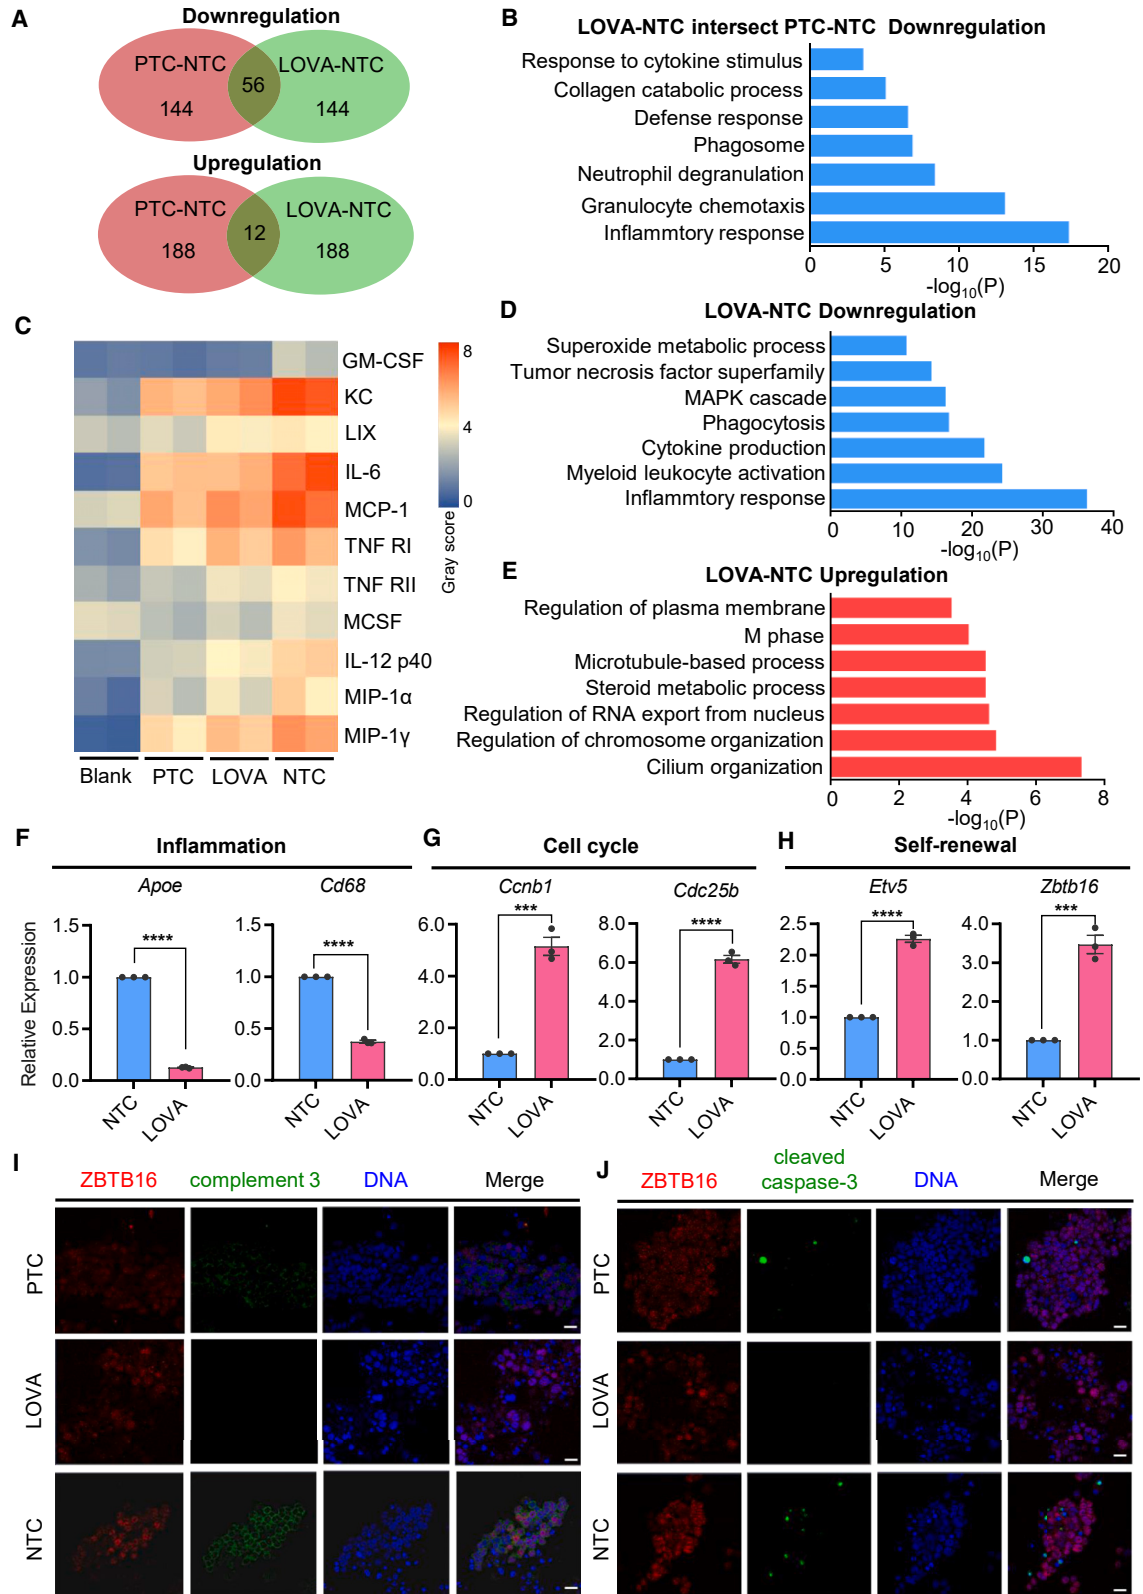 A
Downregulation
PTC-NTC
LOVA-NTC
56
144
144
Upregulation
PTC-NTC
LOVA-NTC
12
188
188
B
LOVA-NTC intersect PTC-NTC Downregulation
Response to cytokine stimulus
Collagen catabolic process
Defense response
Phagosome
Neutrophil degranulation
Granulocyte chemotaxis
Inflammtory response
0 5 10 15 20
-log10(P)
C
GM-CSF
KC
LIX
IL-6
MCP-1
TNF RI
TNF RII
MCSF
IL-12 p40
MIP-1α
MIP-1γ
Blank PTC LOVA NTC
8
4
0
Gray score
D
LOVA-NTC Downregulation
Superoxide metabolic process
Tumor necrosis factor superfamily
MAPK cascade
Phagocytosis
Cytokine production
Myeloid leukocyte activation
Inflammtory response
0 10 20 30 40
-log10(P)
E
LOVA-NTC Upregulation
Regulation of plasma membrane
M phase
Microtubule-based process
Steroid metabolic process
Regulation of RNA export from nucleus
Regulation of chromosome organization
Cilium organization
0 2 4 6 8
-log10(P)
F
Inflammation
Relative Expression
Apoe
1.5
1.0
0.5
0.0
****
NTC
LOVA
Cd68
1.5
1.0
0.5
0.0
****
NTC
LOVA
G
Cell cycle
Ccnb1
6.0
4.0
2.0
0.0
***
NTC
LOVA
Cdc25b
8.0
6.0
4.0
2.0
0.0
****
NTC
LOVA
H
Self-renewal
Etv5
2.5
2.0
1.5
1.0
0.5
0.0
****
NTC
LOVA
Zbtb16
4.0
3.0
2.0
1.0
0.0
***
NTC
LOVA
I
ZBTB16 complement 3 DNA Merge
PTC
LOVA
NTC
J
ZBTB16 cleaved caspase-3 DNA Merge
PTC
LOVA
NTC